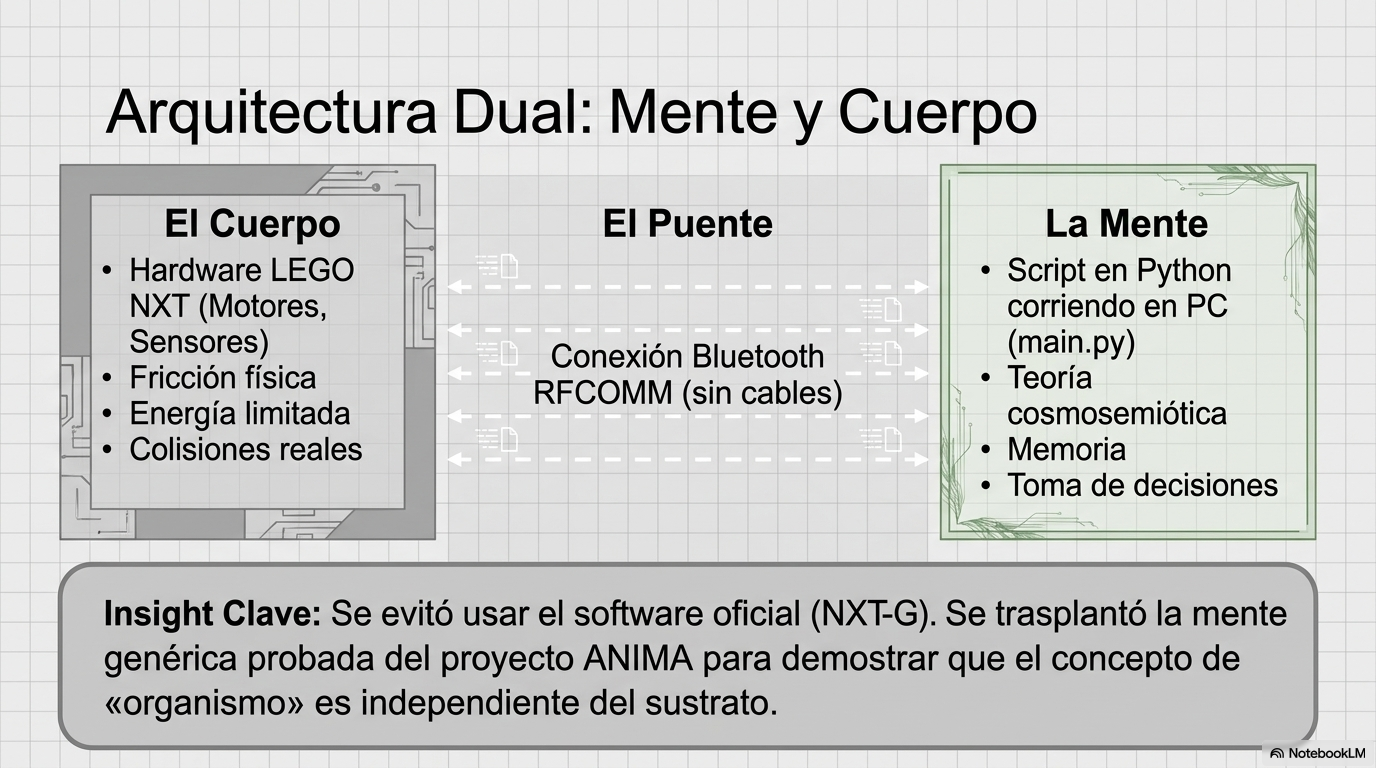 Arquitectura Dual: Mente y Cuerpo
El Cuerpo
• Hardware LEGO
NXT (Motores,
Sensores)
• Fricción física
• Energía limitada
• Colisiones reales
El Puente
Conexión Bluetooth
RFCOMM (sin cables)
La Mente
• Script en Python
corriendo en PC
(main.py)
• Teoría
cosmosemiótica
• Memoria
• Toma de decisiones
Insight Clave: Se evitó usar el software oficial (NXT-G). Se trasplantó la mente
genérica probada del proyecto ANIMA para demostrar que el concepto de
«organismo» es independiente del sustrato.
NotebookLM